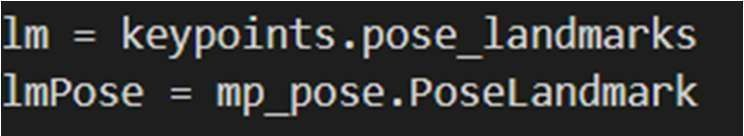 lm = keypoints.pose_landmarks
lmPose = mp_pose.PoseLandmark